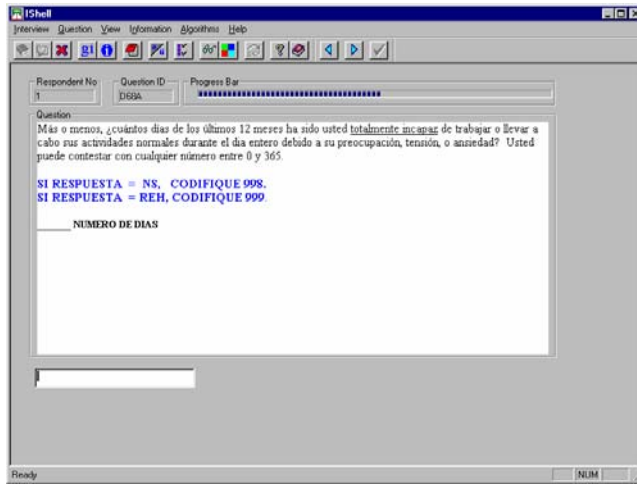 IShell
Interview Question View Information Algorithms Help
Respondent No
1
Question ID
D68A
Progress Bar
Question
Más o menos, ¿cuántos días de los últimos 12 meses ha sido usted totalmente incapaz de trabajar o llevar a
cabo sus actividades normales durante el dia entero debido a su preocupación, tensión, o ansiedad? Usted
puede contestar con cualquier número entre 0 y 365.
SI RESPUESTA = NS, CODIFIQUE 998.
SI RESPUESTA = REH, CODIFIQUE 999.
______ NUMERO DE DIAS
Ready
NUM